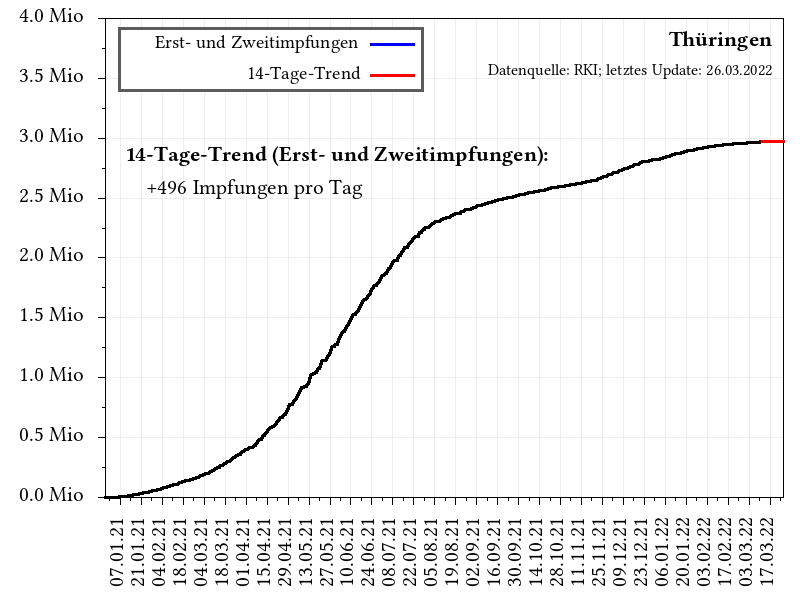 4.0 Mio
3.5 Mio
3.0 Mio
2.5 Mio
2.0 Mio
1.5 Mio
1.0 Mio
0.5 Mio
0.0 Mio
Erst- und Zweitimpfungen
14-Tage-Trend
Thüringen
Datenquelle: RKI; letztes Update: 26.03.2022
14-Tage-Trend (Erst- und Zweitimpfungen):
+496 Impfungen pro Tag
07.01.21
21.01.21
04.02.21
18.02.21
04.03.21
18.03.21
01.04.21
15.04.21
29.04.21
13.05.21
27.05.21
10.06.21
24.06.21
08.07.21
22.07.21
05.08.21
19.08.21
02.09.21
16.09.21
30.09.21
14.10.21
28.10.21
11.11.21
25.11.21
09.12.21
23.12.21
06.01.22
20.01.22
03.02.22
17.02.22
03.03.22
17.03.22